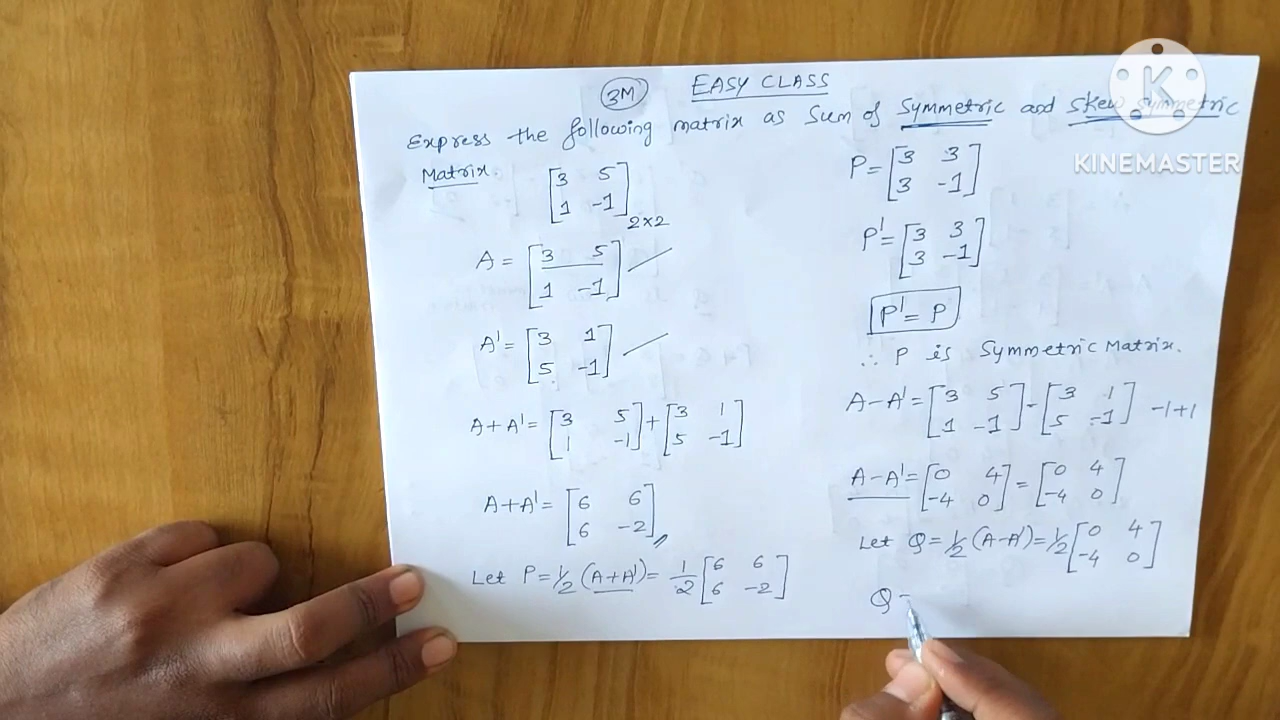 3M EASY CLASS
Express the following matrix as Sum of Symmetric and Skew Symmetric
Matrix. [3 5
1 -1] 2×2
A = [3 5
1 -1]
A' = [3 1
5 -1]
A+A' = [3 5
1 -1] + [3 1
5 -1]
A+A' = [6 6
6 -2]
Let P = 1/2 (A+A') = 1/2 [6 6
6 -2]
P = [3 3
3 -1]
P' = [3 3
3 -1]
P' = P
∴ P is Symmetric Matrix.
A-A' = [3 5
1 -1] - [3 1
5 -1] -1+1
A-A' = [0 4
-4 0] = [0 4
-4 0]
Let Q = 1/2 (A-A') = 1/2 [0 4
-4 0]
Q =
K
KINEMASTER